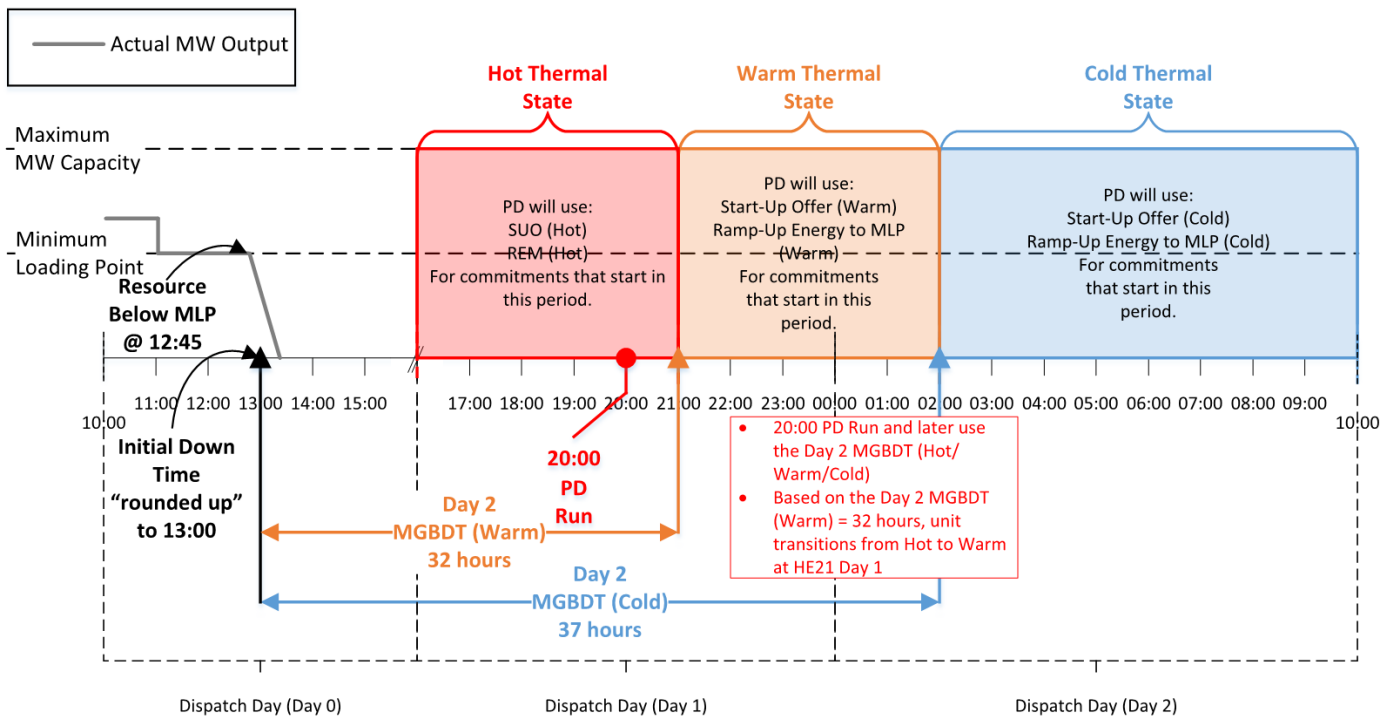 Actual MW Output
Hot Thermal
State
Warm Thermal
State
Cold Thermal
State
Maximum
MW Capacity
Minimum
Loading Point
Resource
Below MLP
@ 12:45
PD will use:
SUO (Hot)
REM (Hot)
For commitments that start in
this period.
PD will use:
Start-Up Offer (Warm)
Ramp-Up Energy to MLP
(Warm)
For commitments
that start in this
period.
PD will use:
Start-Up Offer (Cold)
Ramp-Up Energy to MLP (Cold)
For commitments
that start in this
period.
//
10:00
11:00
12:00
13:00
14:00
15:00
17:00
18:00
19:00
20:00
21:00
22:00
23:00
00:00
01:00
02:00
03:00
04:00
05:00
06:00
07:00
08:00
09:00
10:00
Initial Down
Time
“rounded up”
to 13:00
20:00
PD
Run
• 20:00 PD Run and later use
the Day 2 MGBDT (Hot/
Warm/Cold)
• Based on the Day 2 MGBDT
(Warm) = 32 hours, unit
transitions from Hot to Warm
at HE21 Day 1
Day 2
MGBDT (Warm)
32 hours
Day 2
MGBDT (Cold)
37 hours
Dispatch Day (Day 0)
Dispatch Day (Day 1)
Dispatch Day (Day 2)